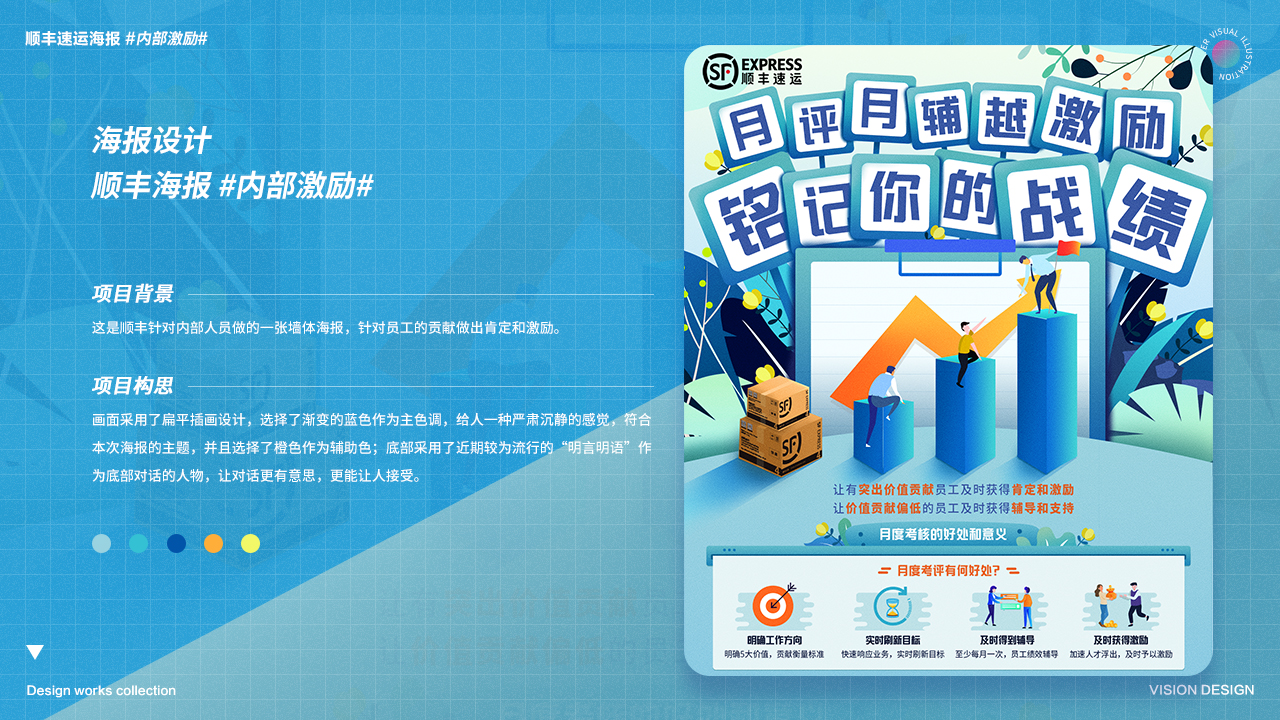 顺丰速运海报 #内部激励#
海报设计
顺丰海报 #内部激励#
项目背景
这是顺丰针对内部人员做的一张墙体海报，针对员工的贡献做出肯定和激励。
项目构思
画面采用了扁平插画设计，选择了渐变的蓝色作为主色调，给人一种严肃沉静的感觉，符合
本次海报的主题，并且选择了橙色作为辅助色；底部采用了近期较为流行的“明言明语”作
为底部对话的人物，让对话更有意思，更能让人接受。
Design works collection
VISUAL ILLUSTRATION
SF EXPRESS
顺丰速运
月评月辅越激励
铭记你的战绩
SF
SF
让有突出价值贡献员工及时获得肯定和激励
让价值贡献偏低的员工及时获得辅导和支持
月度考核的好处和意义
月度考评有何好处？
明确工作方向
明确5大价值，贡献衡量标准
实时刷新目标
快速响应业务，实时刷新目标
及时得到辅导
至少每月一次，员工绩效辅导
及时获得激励
加速人才浮出，及时予以激励
VISION DESIGN